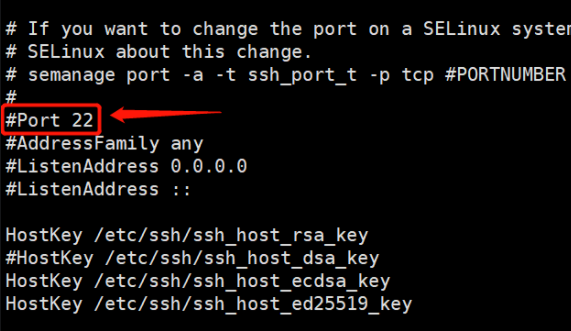 # If you want to change the port on a SELinux system
# SELinux about this change.
# semanage port -a -t ssh_port_t -p tcp #PORTNUMBER
#
#Port 22
#AddressFamily any
#ListenAddress 0.0.0.0
#ListenAddress ::
HostKey /etc/ssh/ssh_host_rsa_key
#HostKey /etc/ssh/ssh_host_dsa_key
HostKey /etc/ssh/ssh_host_ecdsa_key
HostKey /etc/ssh/ssh_host_ed25519_key